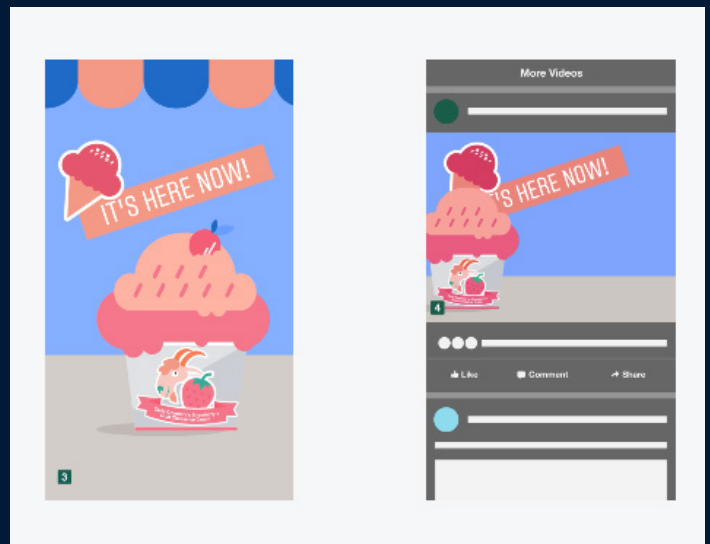 IT'S HERE NOW!
3
More Videos
IT'S HERE NOW!
4
Like Comment Share